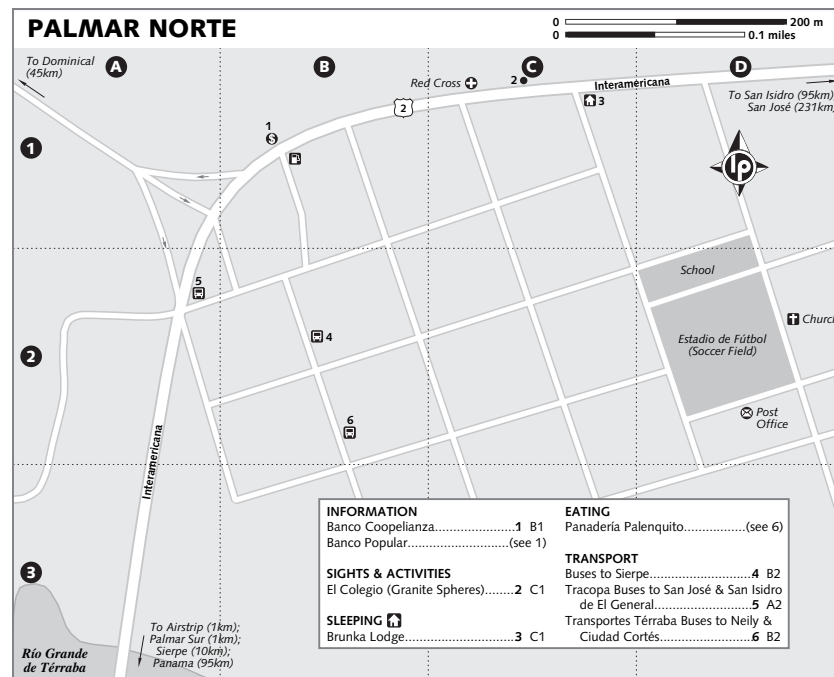 PALMAR NORTE
0 200 m
0 0.1 miles
To Dominical
(45km)
A
B
C
D
Red Cross
2
Interamericana
2
3
To San Isidro (95km)
San José (231km)
1
1
lp
School
5
Church
Estadio de Fútbol
(Soccer Field)
2
4
6
Post
Office
Interamericana
3
To Airstrip (1km);
Palmar Sur (1km);
Sierpe (10km);
Panama (95km)
Río Grande
de Térraba
INFORMATION
Banco Coopelianza......................1 B1
Banco Popular............................(see 1)
SIGHTS & ACTIVITIES
El Colegio (Granite Spheres)........2 C1
SLEEPING
Brunka Lodge..............................3 C1
EATING
Panadería Palenquito.................(see 6)
TRANSPORT
Buses to Sierpe...........................4 B2
Tracopa Buses to San José & San Isidro
de El General...........................5 A2
Transportes Térraba Buses to Neily &
Ciudad Cortés..........................6 B2